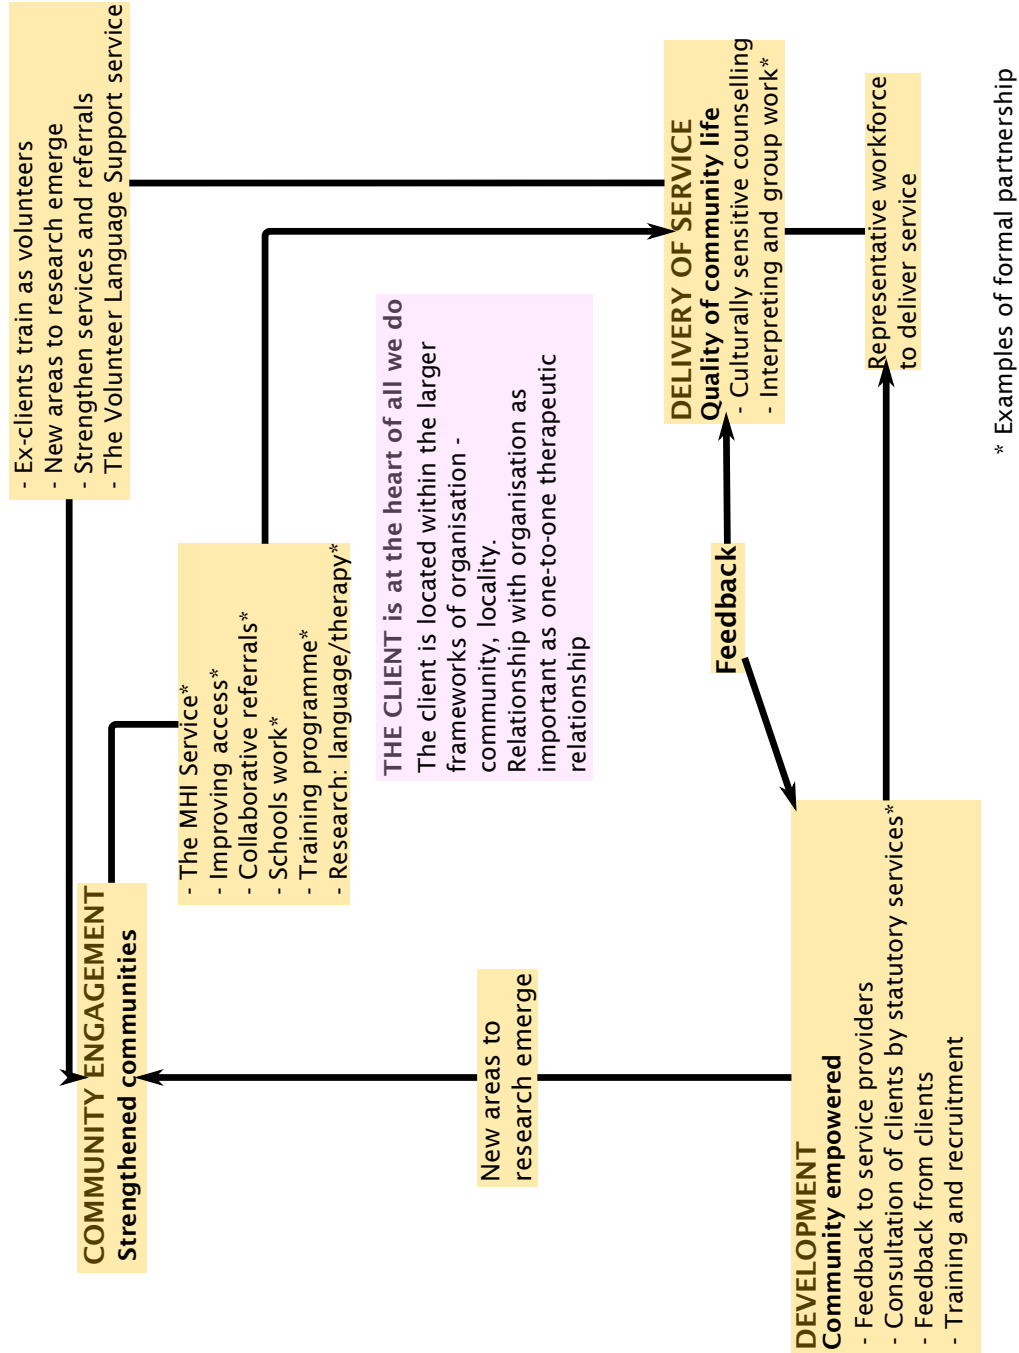 - Ex-clients train as volunteers
- New areas to research emerge
- Strengthen services and referrals
- The Volunteer Language Support service
COMMUNITY ENGAGEMENT
Strengthened communities
- The MHI Service*
- Improving access*
- Collaborative referrals*
- Schools work*
- Training programme*
- Research: language/therapy*
THE CLIENT is at the heart of all we do
The client is located within the larger
frameworks of organisation -
community, locality.
Relationship with organisation as
important as one-to-one therapeutic
relationship
New areas to
research emerge
Feedback
DELIVERY OF SERVICE
Quality of community life
- Culturally sensitive counselling
- Interpreting and group work*
DEVELOPMENT
Community empowered
- Feedback to service providers
- Consultation of clients by statutory services*
- Feedback from clients
- Training and recruitment
Representative workforce
to deliver service
* Examples of formal partnership